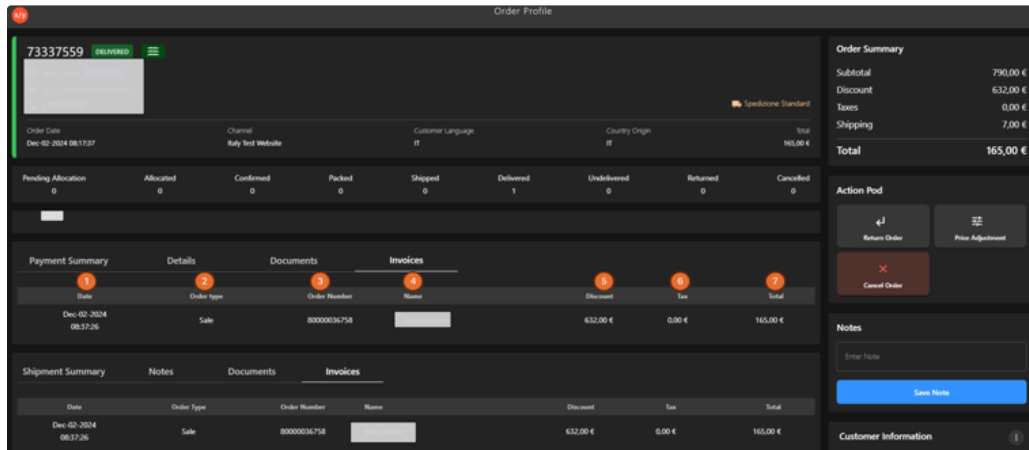 x/y
Order Profile
73337559 DELIVERED
Spedizione Standard
Order Date Channel Customer Language Country Origin Total
Dec-02-2024 08:17:37 Italy Test Website IT IT 165,00 €
Pending Allocation Allocated Confirmed Packed Shipped Delivered Undelivered Returned Cancelled
0 0 0 0 0 1 0 0 0
Payment Summary Details Documents Invoices
1 2 3 4 5 6 7
Date Order type Order Number Name Discount Tax Total
Dec-02-2024
08:37:26
Sale 80000036758 632,00 € 0,00 € 165,00 €
Shipment Summary Notes Documents Invoices
Date Order Type Order Number Name Discount Tax Total
Dec-02-2024
08:37:26
Sale 80000036758 632,00 € 0,00 € 165,00 €
Order Summary
Subtotal 790,00 €
Discount 632,00 €
Taxes 0,00 €
Shipping 7,00 €
Total 165,00 €
Action Pod
Return Order Price Adjustment
Cancel Order
Notes
Enter Note
Save Note
Customer Information